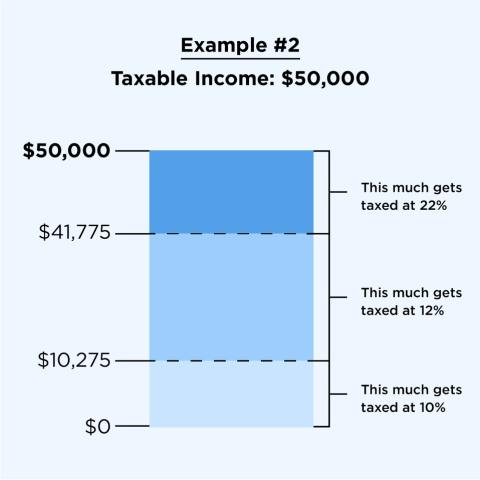 Example #2
Taxable Income: $50,000
$50,000
This much gets
taxed at 22%
$41,775
This much gets
taxed at 12%
$10,275
This much gets
taxed at 10%
$0